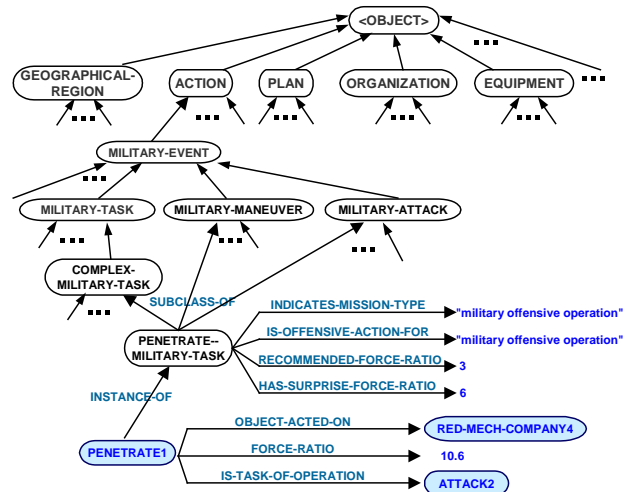 <OBJECT>
GEOGRAPHICAL-
REGION
ACTION
PLAN
ORGANIZATION
EQUIPMENT
MILITARY-EVENT
MILITARY-TASK
MILITARY-MANEUVER
MILITARY-ATTACK
COMPLEX-
MILITARY-TASK
SUBCLASS-OF
INDICATES-MISSION-TYPE
"military offensive operation"
PENETRATE--
MILITARY-TASK
IS-OFFENSIVE-ACTION-FOR
"military offensive operation"
RECOMMENDED-FORCE-RATIO
3
HAS-SURPRISE-FORCE-RATIO
6
INSTANCE-OF
OBJECT-ACTED-ON
RED-MECH-COMPANY4
PENETRATE1
FORCE-RATIO
10.6
IS-TASK-OF-OPERATION
ATTACK2